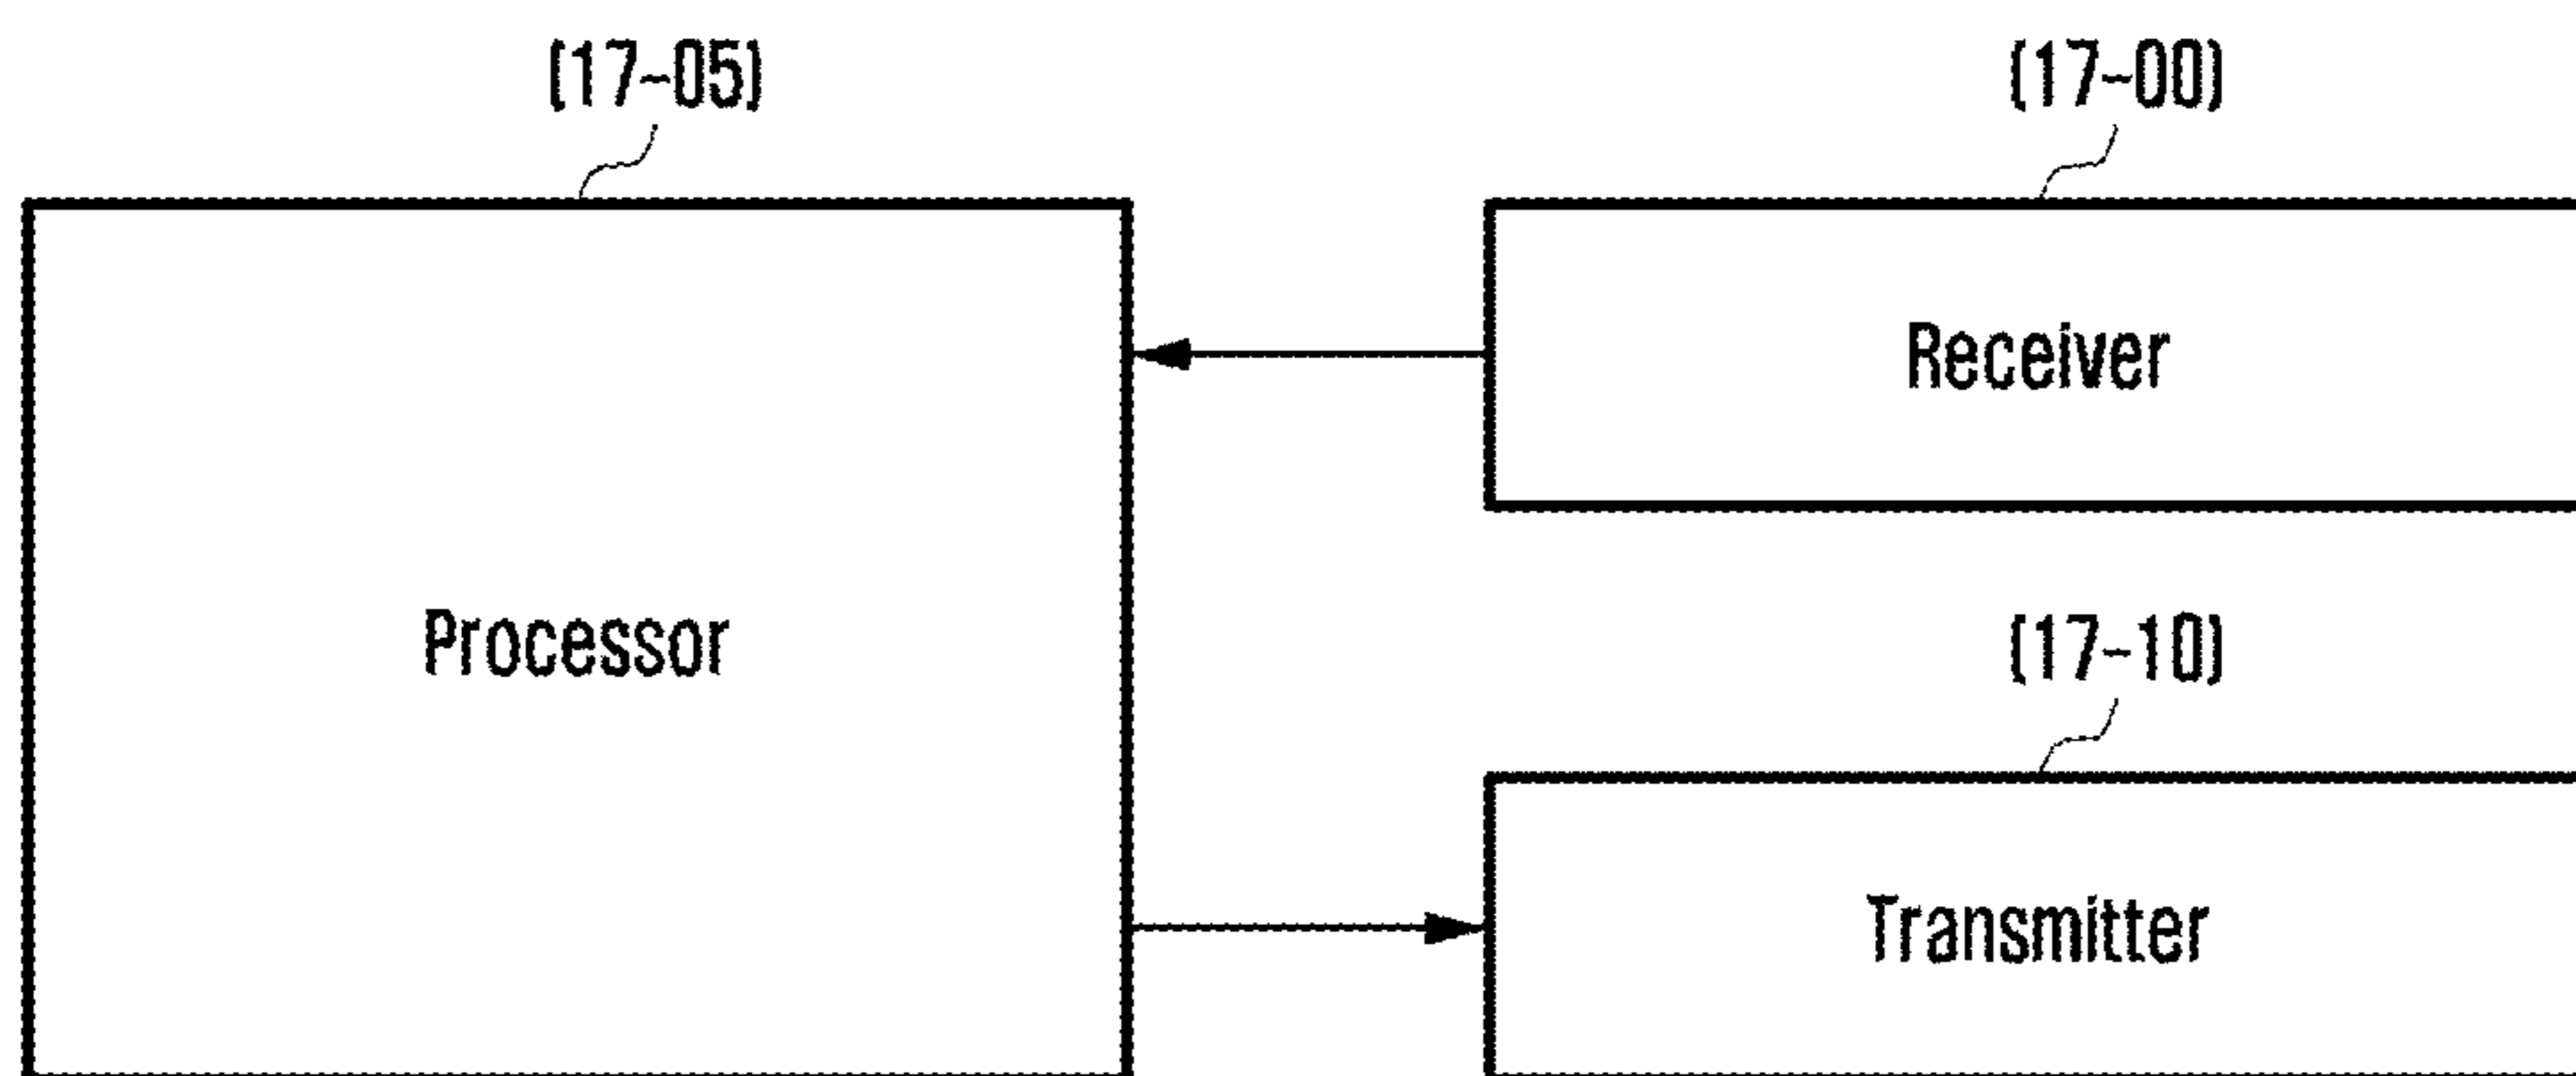 (17-05)
(17-00)
Receiver
Processor
(17-10)
Transmitter